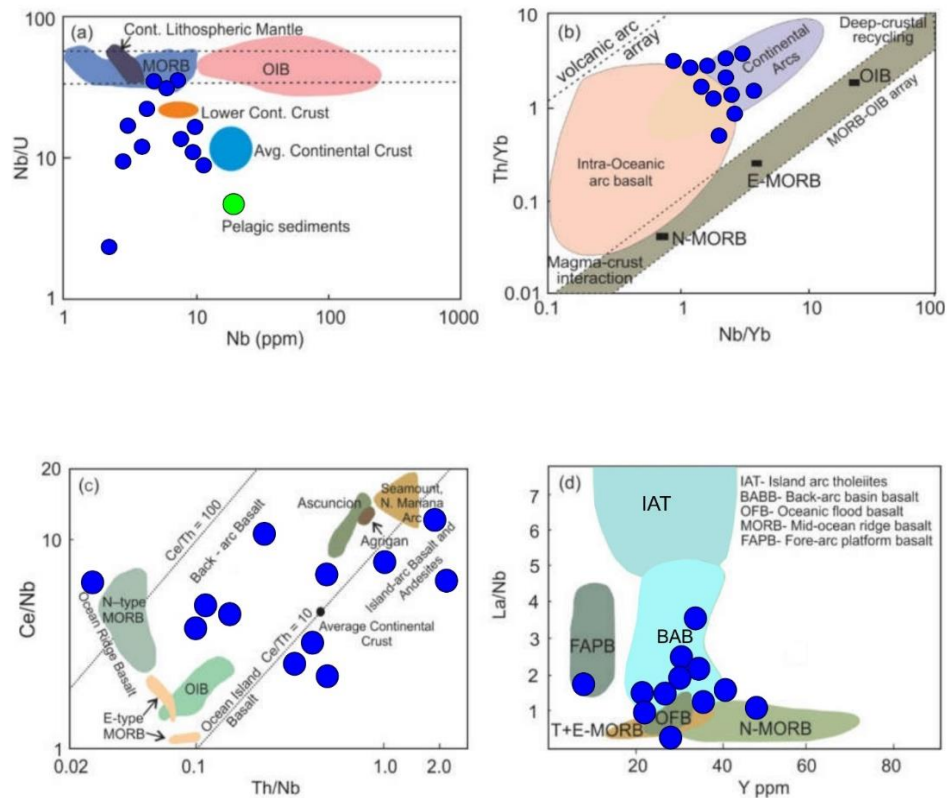 (a)
Cont. Lithospheric Mantle
MORB
OIB
Lower Cont. Crust
Avg. Continental Crust
Pelagic sediments
100
10
1
Nb/U
1
10
100
1000
Nb (ppm)
(b)
volcanic arc
array
Deep-crustal
recycling
Continental
Arcs
OIB
MORB-OIB array
Intra-Oceanic
arc basalt
E-MORB
N-MORB
Magma-crust
interaction
10
1
0.1
0.01
Th/Yb
0.1
1
10
100
Nb/Yb
(c)
Ce/Th = 100
Back - arc Basalt
Ascuncion
Seamount,
N. Mariana
Arc
Agrigan
Island-arc Basalt and
Andesites
N-type
MORB
Ocean Ridge Basalt
Ce/Th = 10
Average Continental
Crust
OIB
Ocean Island
Basalt
E-type
MORB
20
10
1
Ce/Nb
0.02
0.1
1.0
2.0
Th/Nb
(d)
IAT- Island arc tholeiites
BABB- Back-arc basin basalt
OFB- Oceanic flood basalt
MORB- Mid-ocean ridge basalt
FAPB- Fore-arc platform basalt
IAT
FAPB
BAB
OFB
T+E-MORB
N-MORB
7
6
5
4
3
2
1
La/Nb
20
40
60
80
Y ppm